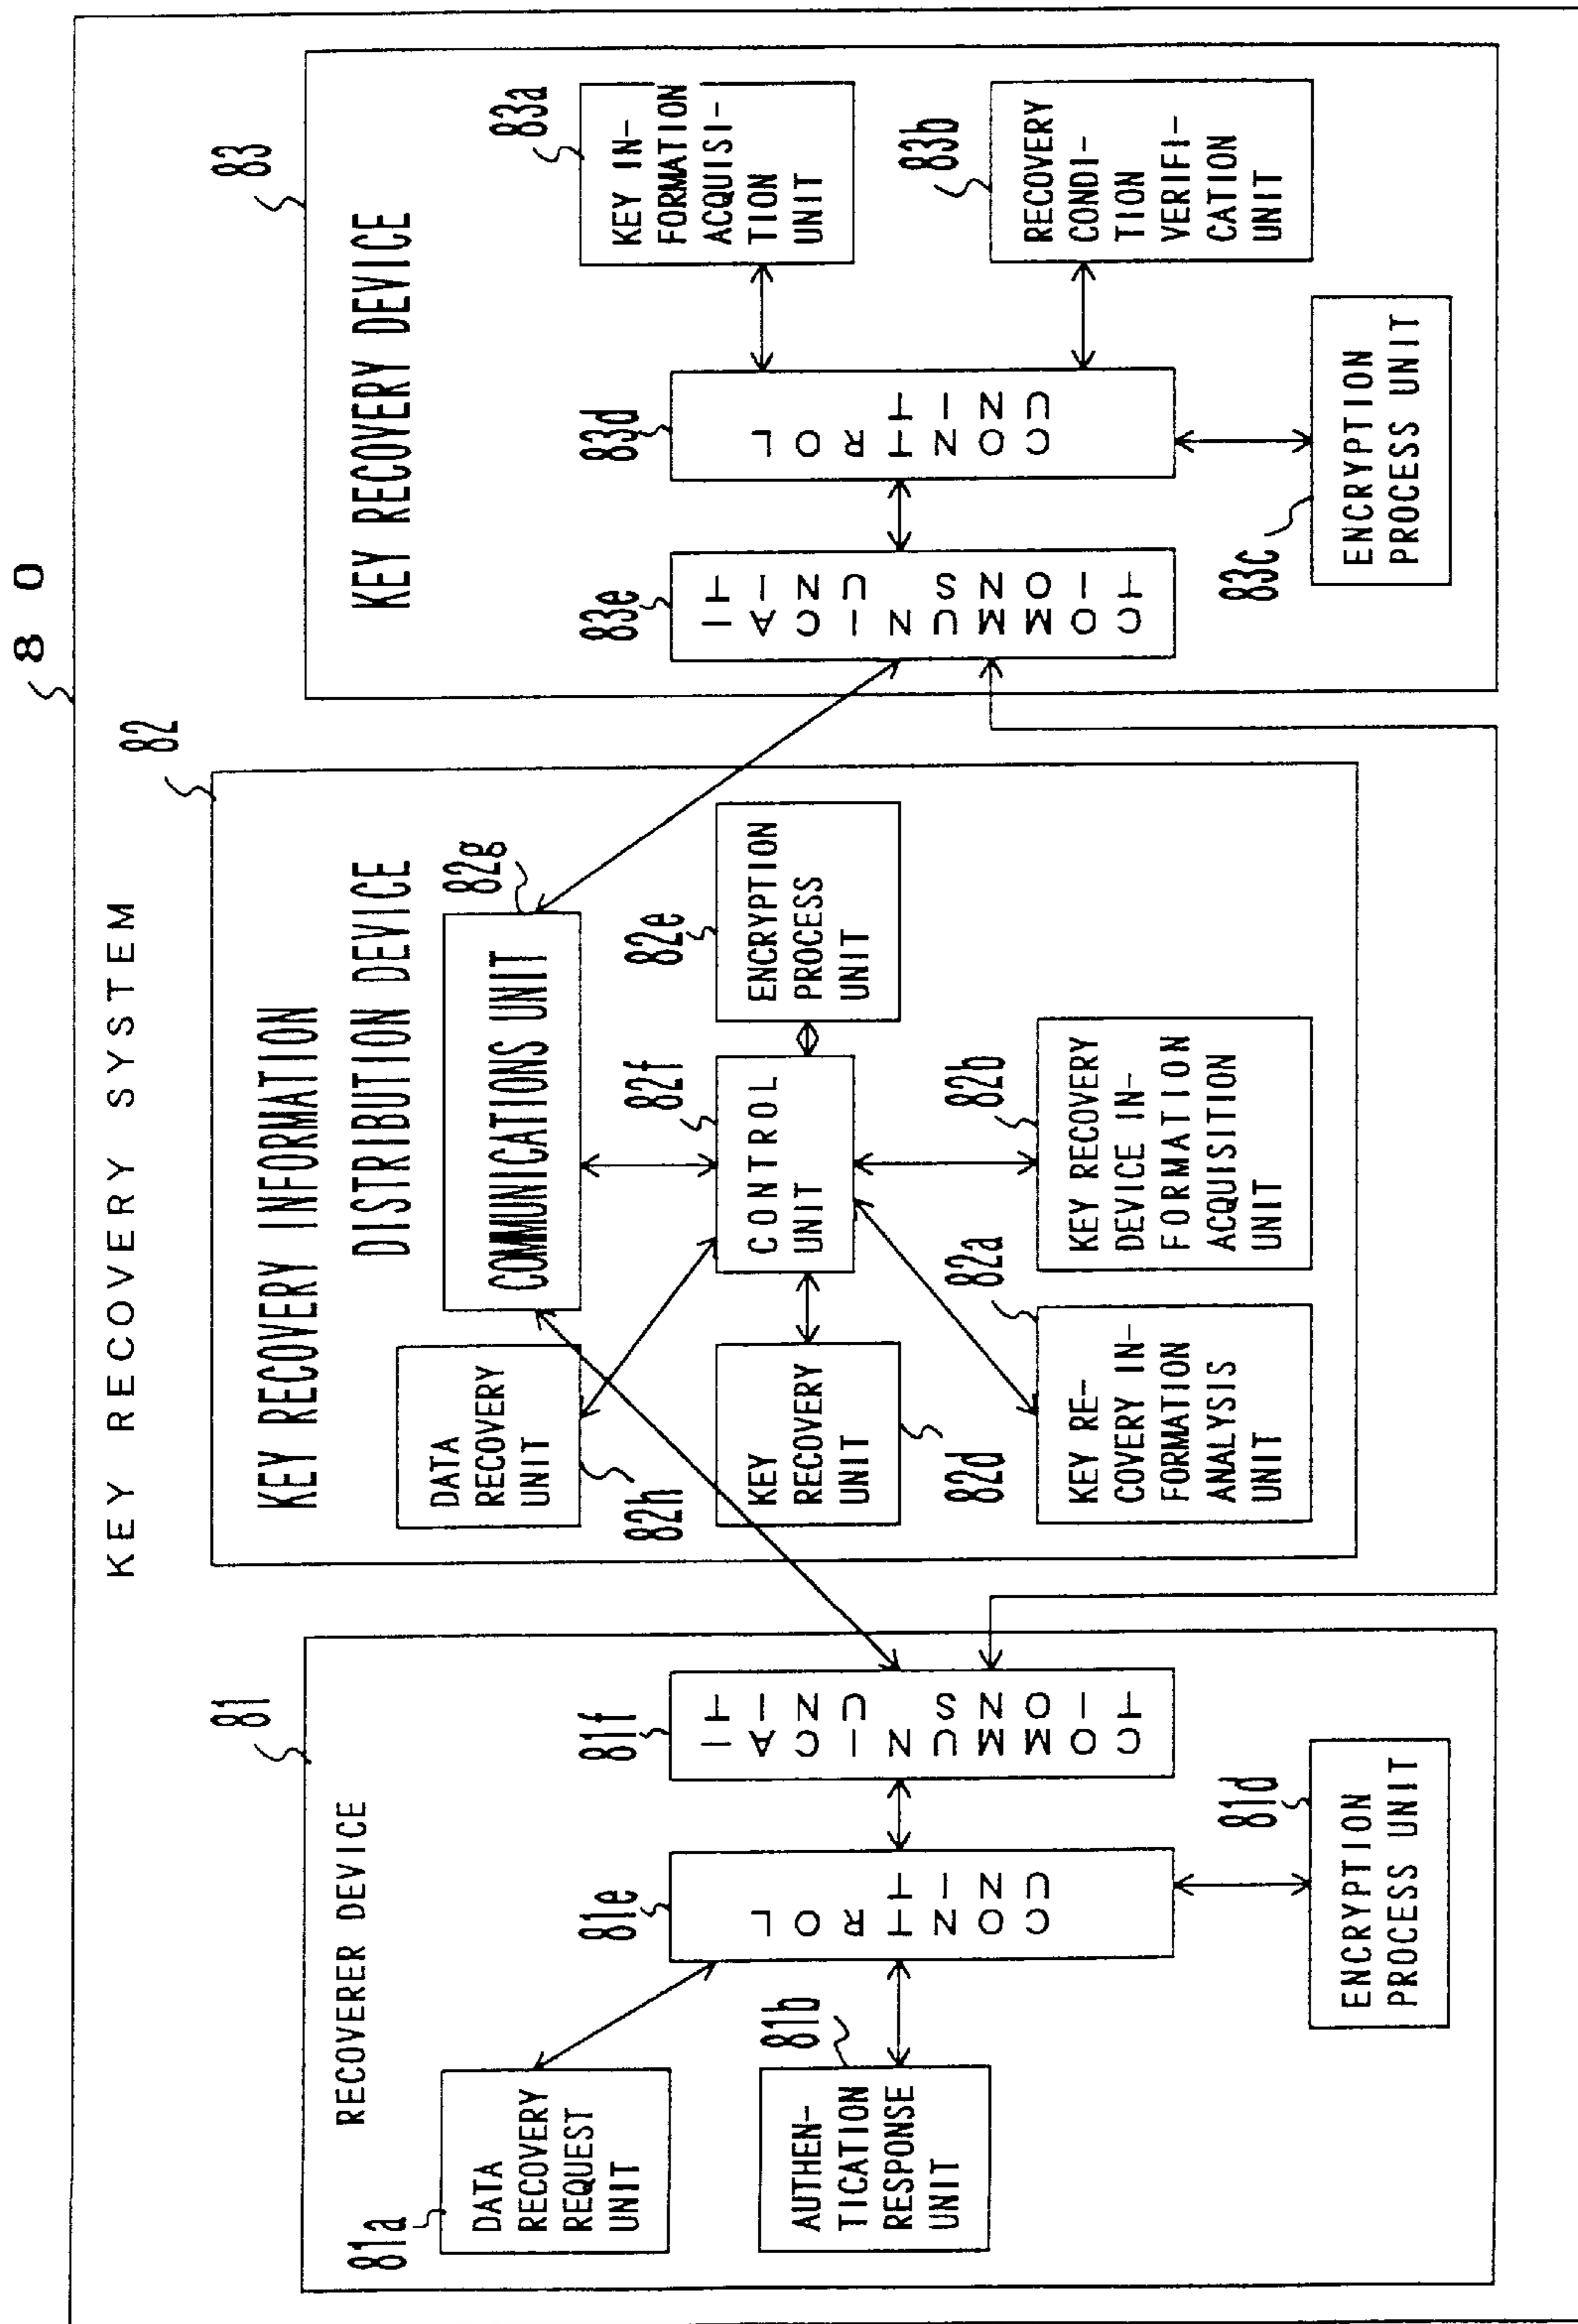 80
KEY RECOVERY SYSTEM
81
RECOVERER DEVICE
81a
DATA
RECOVERY
REQUEST
UNIT
81b
AUTHEN-
TICATION
RESPONSE
UNIT
81e
CONTROL
UNIT
81f
COMMUNICAT-
TIONS UNIT
81d
ENCRYPTION
PROCESS UNIT
82
KEY RECOVERY INFORMATION
DISTRIBUTION DEVICE
DATA
RECOVERY
UNIT
82h
COMMUNICATIONS UNIT
82g
KEY
RECOVERY
UNIT
82d
CONTROL
UNIT
82f
ENCRYPTION
PROCESS
UNIT
82e
KEY RE-
COVERY IN-
FORMATION
ANALYSIS
UNIT
82a
KEY RECOVERY
DEVICE IN-
FORMATION
ACQUISITION
UNIT
82b
83
KEY RECOVERY DEVICE
83e
COMMUNICAT-
TIONS UNIT
83d
CONTROL
UNIT
83a
KEY IN-
FORMATION
ACQUISI-
TION
UNIT
83b
RECOVERY
CONDI-
TION
VERIFI-
CATION
UNIT
83c
ENCRYPTION
PROCESS UNIT